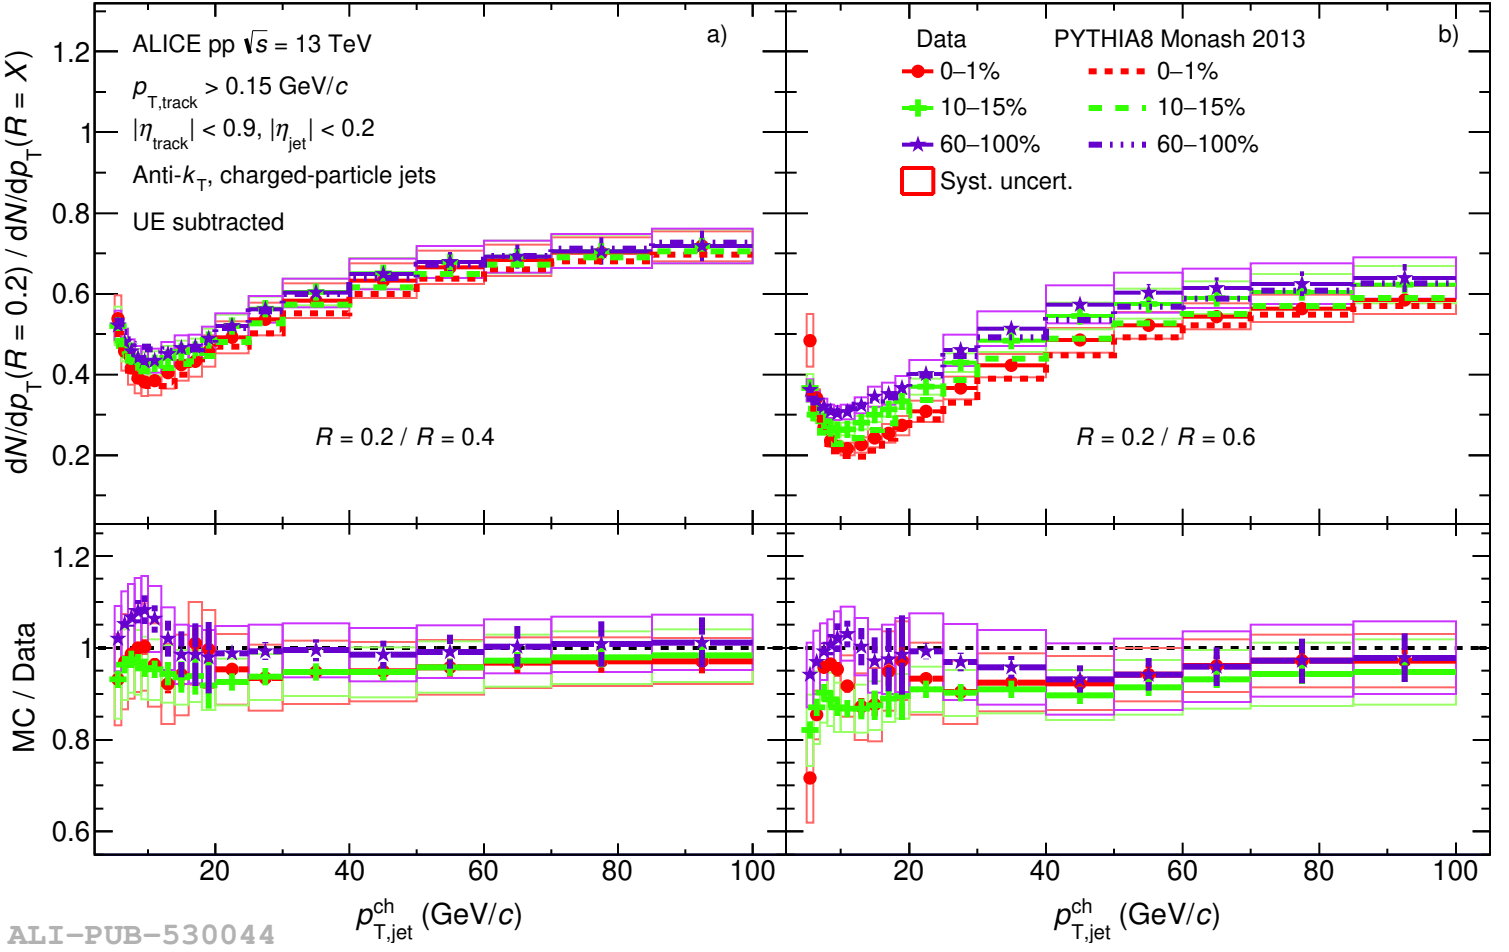 dN/dp_T(R = 0.2) / dN/dp_T(R = X)
1.2
1
0.8
0.6
0.4
0.2
ALICE pp √s = 13 TeV
p_T,track > 0.15 GeV/c
|η_track| < 0.9, |η_jet| < 0.2
Anti-k_T, charged-particle jets
UE subtracted
a)
R = 0.2 / R = 0.4
Data PYTHIA8 Monash 2013 b)
0–1% 0–1%
10–15% 10–15%
60–100% 60–100%
Syst. uncert.
R = 0.2 / R = 0.6
MC / Data
1.2
1
0.8
0.6
20 40 60 80 100 20 40 60 80 100
p_T,jet^ch (GeV/c) p_T,jet^ch (GeV/c)
ALI-PUB-530044